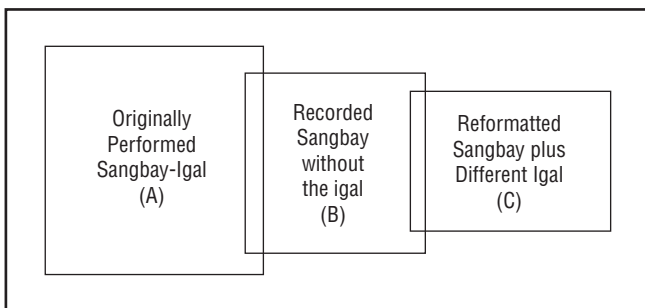 Originally
Performed
Sangbay-Igal
(A)
Recorded
Sangbay
without
the igal
(B)
Reformatted
Sangbay plus
Different Igal
(C)